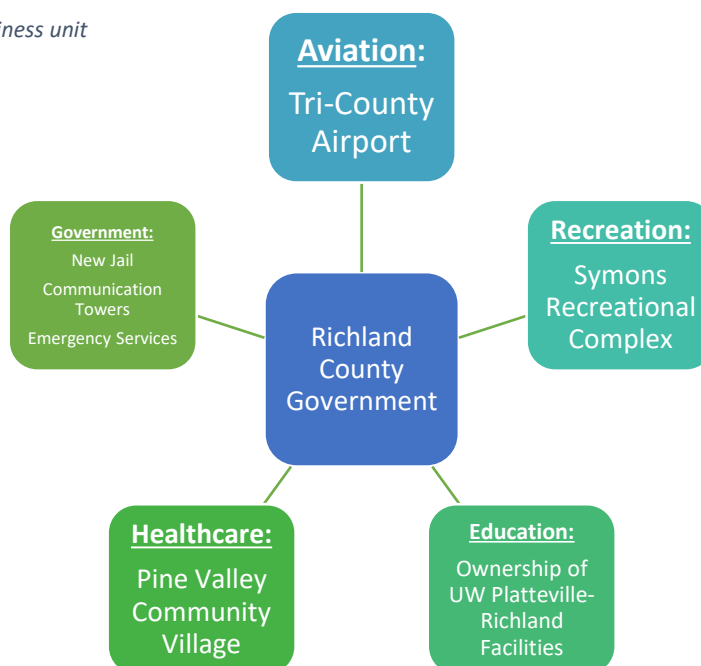 Aviation:
Tri-County
Airport
Government:
New Jail
Communication
Towers
Emergency Services
Recreation:
Symons
Recreational
Complex
Richland
County
Government
Healthcare:
Pine Valley
Community
Village
Education:
Ownership of
UW Platteville-
Richland
Facilities
unit